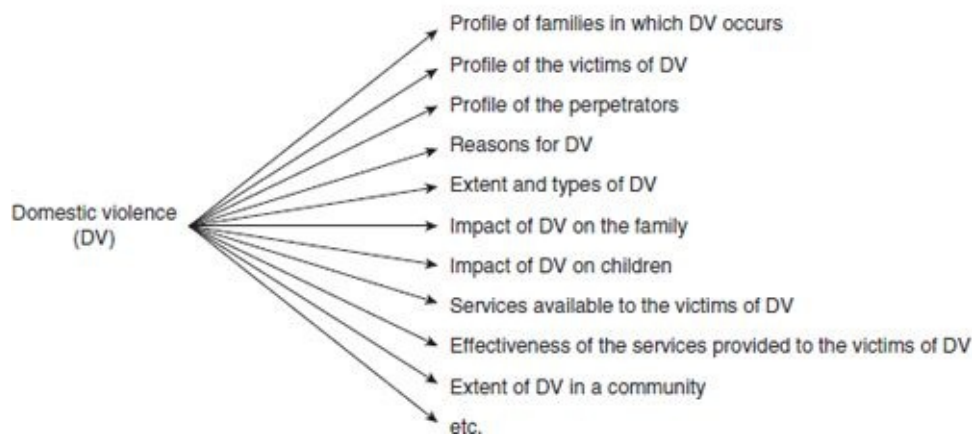 Profile of families in which DV occurs
Profile of the victims of DV
Profile of the perpetrators
Reasons for DV
Extent and types of DV
Domestic violence
(DV)
Impact of DV on the family
Impact of DV on children
Services available to the victims of DV
Effectiveness of the services provided to the victims of DV
Extent of DV in a community
etc.